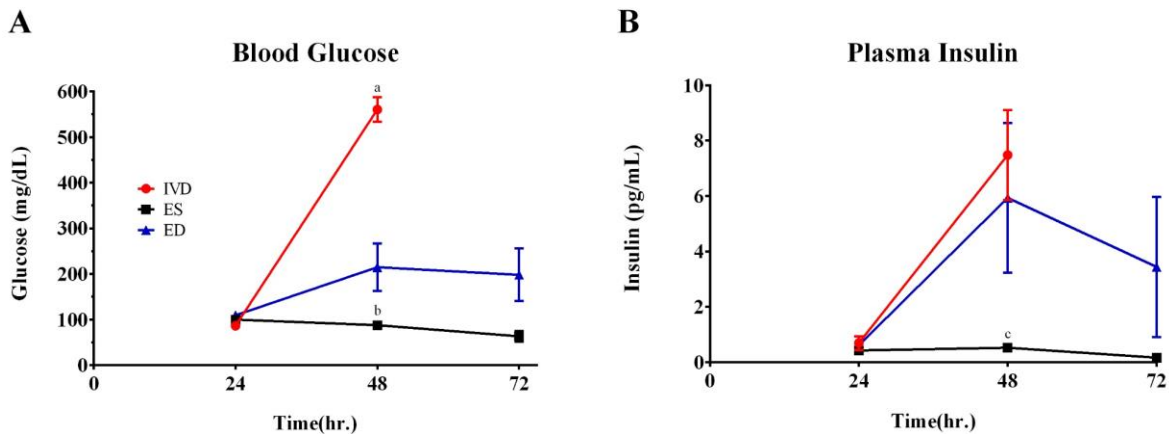 A
Blood Glucose
Glucose (mg/dL)
600
500
400
300
200
100
0
IVD
ES
ED
a
b
0 24 48 72
Time(hr.)
B
Plasma Insulin
Insulin (pg/mL)
10
8
6
4
2
0
c
0 24 48 72
Time(hr.)